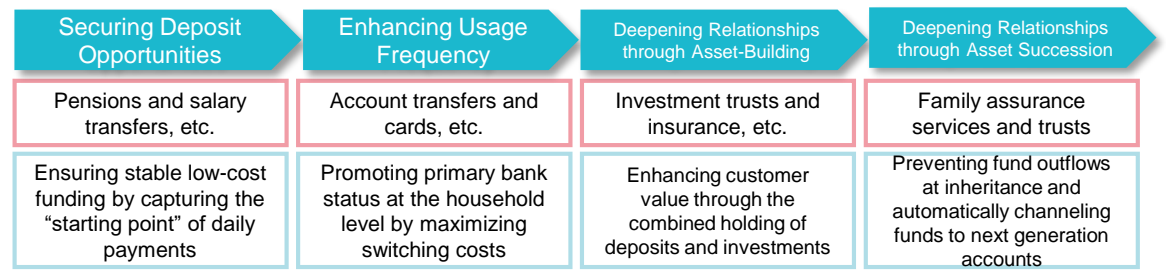 Securing Deposit
Opportunities
Enhancing Usage
Frequency
Deepening Relationships
through Asset-Building
Deepening Relationships
through Asset Succession
Pensions and salary
transfers, etc.
Account transfers and
cards, etc.
Investment trusts and
insurance, etc.
Family assurance
services and trusts
Ensuring stable low-cost
funding by capturing the
“starting point” of daily
payments
Promoting primary bank
status at the household
level by maximizing
switching costs
Enhancing customer
value through the
combined holding of
deposits and investments
Preventing fund outflows
at inheritance and
automatically channeling
funds to next generation
accounts